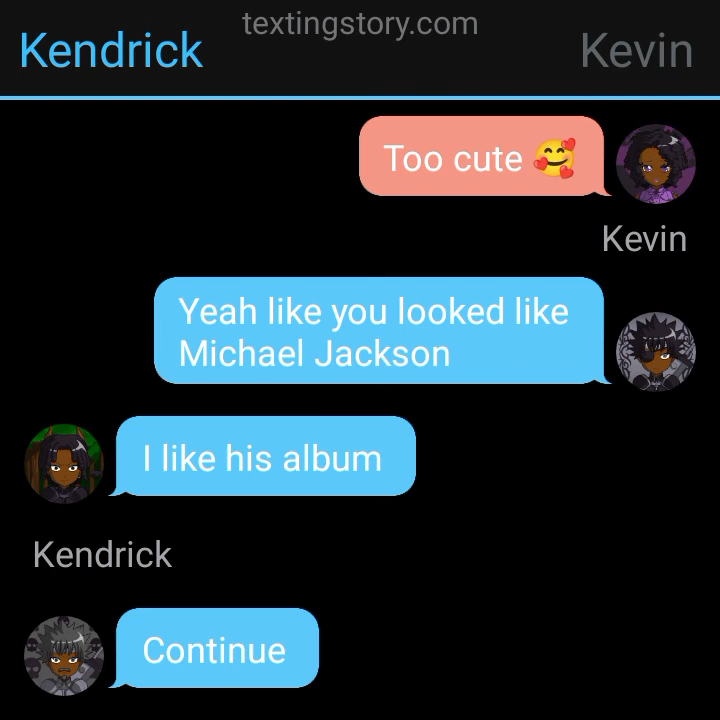 textingstory.com
Kendrick
Kevin
Too cute 🥰
Kevin
Yeah like you looked like
Michael Jackson
I like his album
Kendrick
Continue